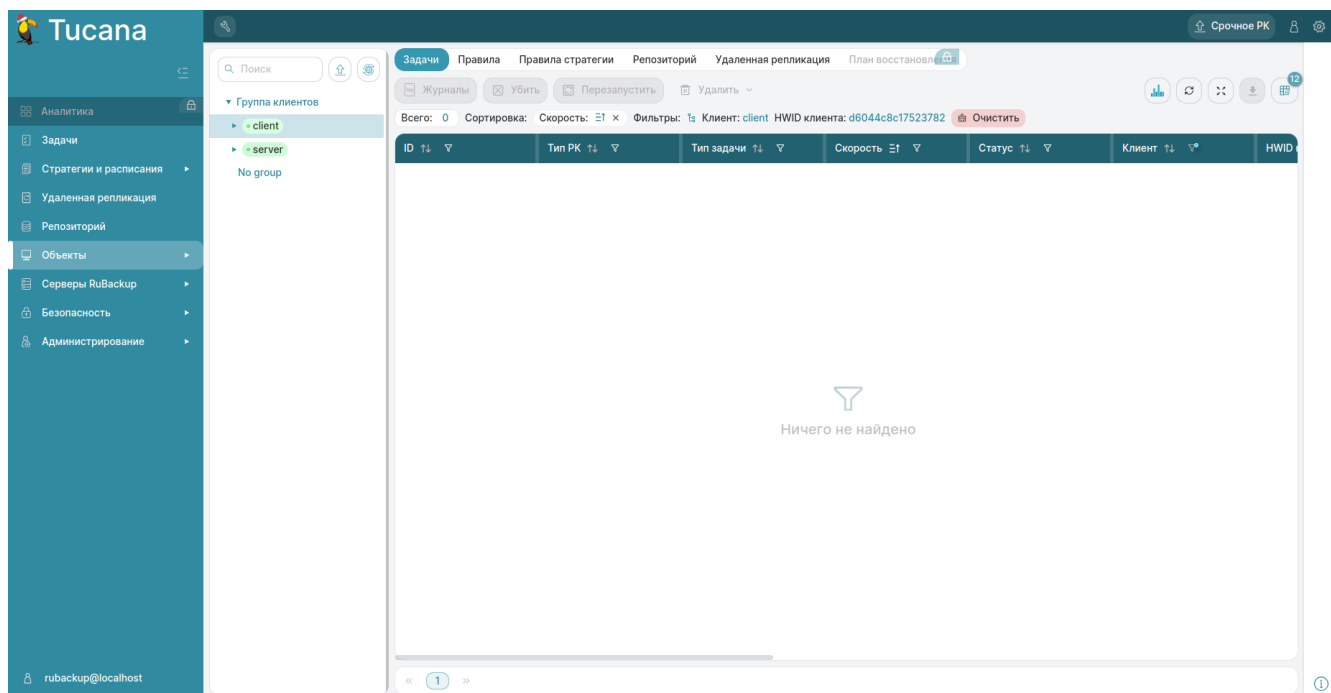 Tucana
Срочное РК
Аналитика
Задачи
Стратегии и расписания
Удаленная репликация
Репозиторий
Объекты
Серверы RuBackup
Безопасность
Администрирование
rubackup@localhost
Поиск
Группа клиентов
client
server
No group
Задачи Правила Правила стратегии Репозиторий Удаленная репликация План восстановления
Журналы Убить Перезапустить Удалить
12
Всего: 0 Сортировка: Скорость: Фильтры: Клиент: client HWID клиента: d6044c8c17523782 Очистить
ID Тип РК Тип задачи Скорость Статус Клиент HWID
Ничего не найдено
« 1 »